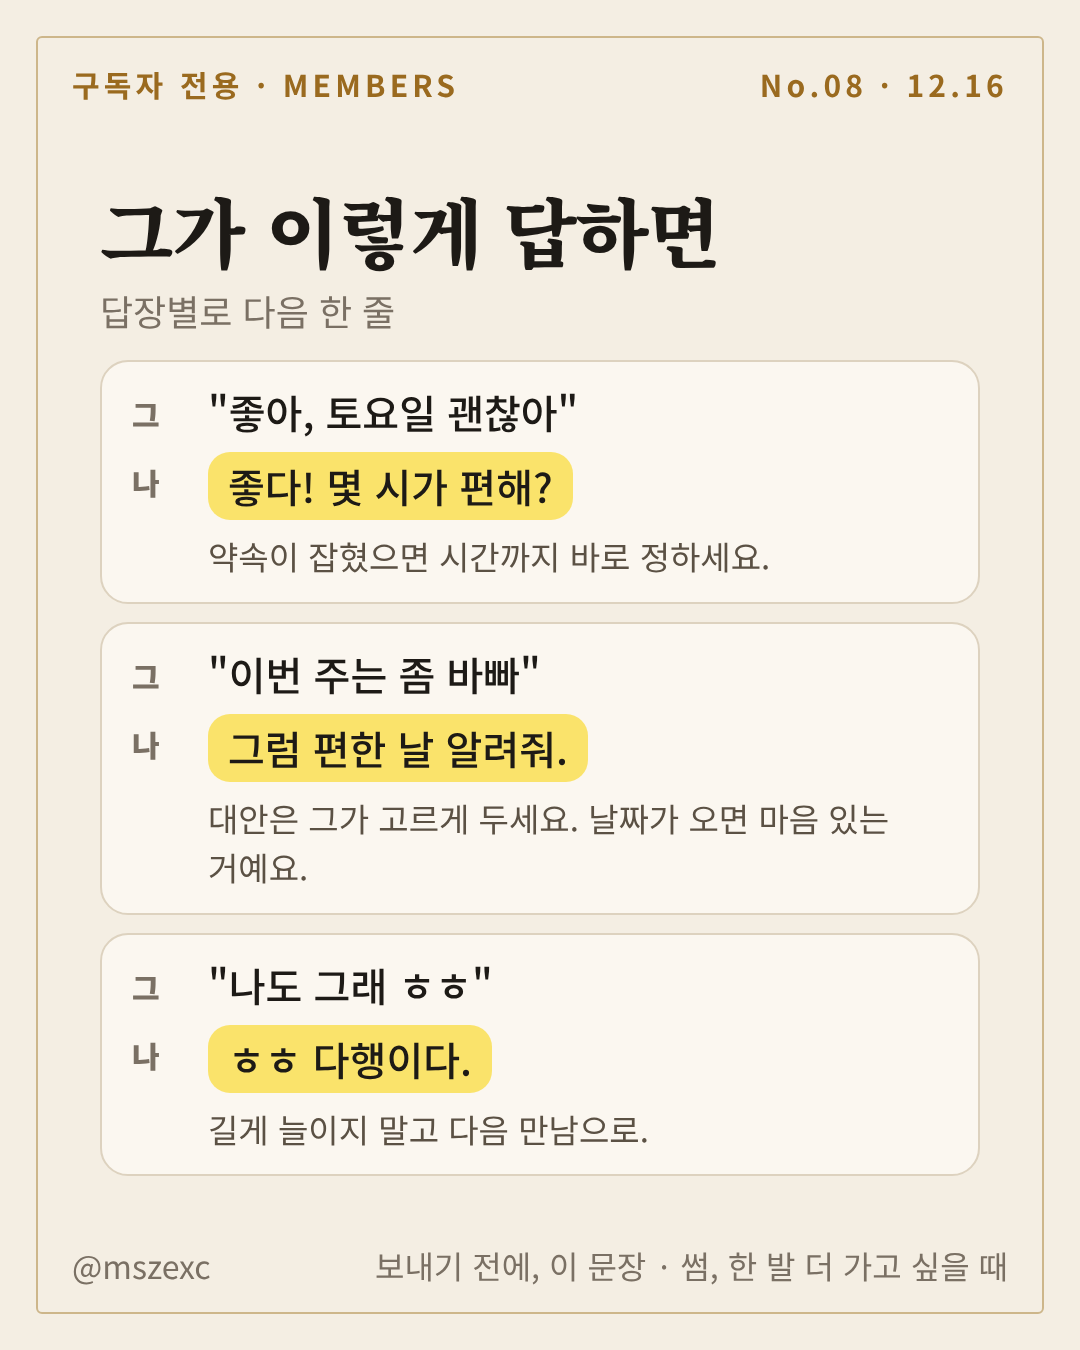 구독자 전용 · MEMBERS
No.08 · 12.16
그가 이렇게 답하면
답장별로 다음 한 줄
그 "좋아, 토요일 괜찮아"
나 좋다! 몇 시가 편해?
약속이 잡혔으면 시간까지 바로 정하세요.
그 "이번 주는 좀 바빠"
나 그럼 편한 날 알려줘.
대안은 그가 고르게 두세요. 날짜가 오면 마음 있는
거예요.
그 "나도 그래 ㅎㅎ"
나 ㅎㅎ 다행이다.
길게 늘이지 말고 다음 만남으로.
@mszexc
보내기 전에, 이 문장 · 썸, 한 발 더 가고 싶을 때